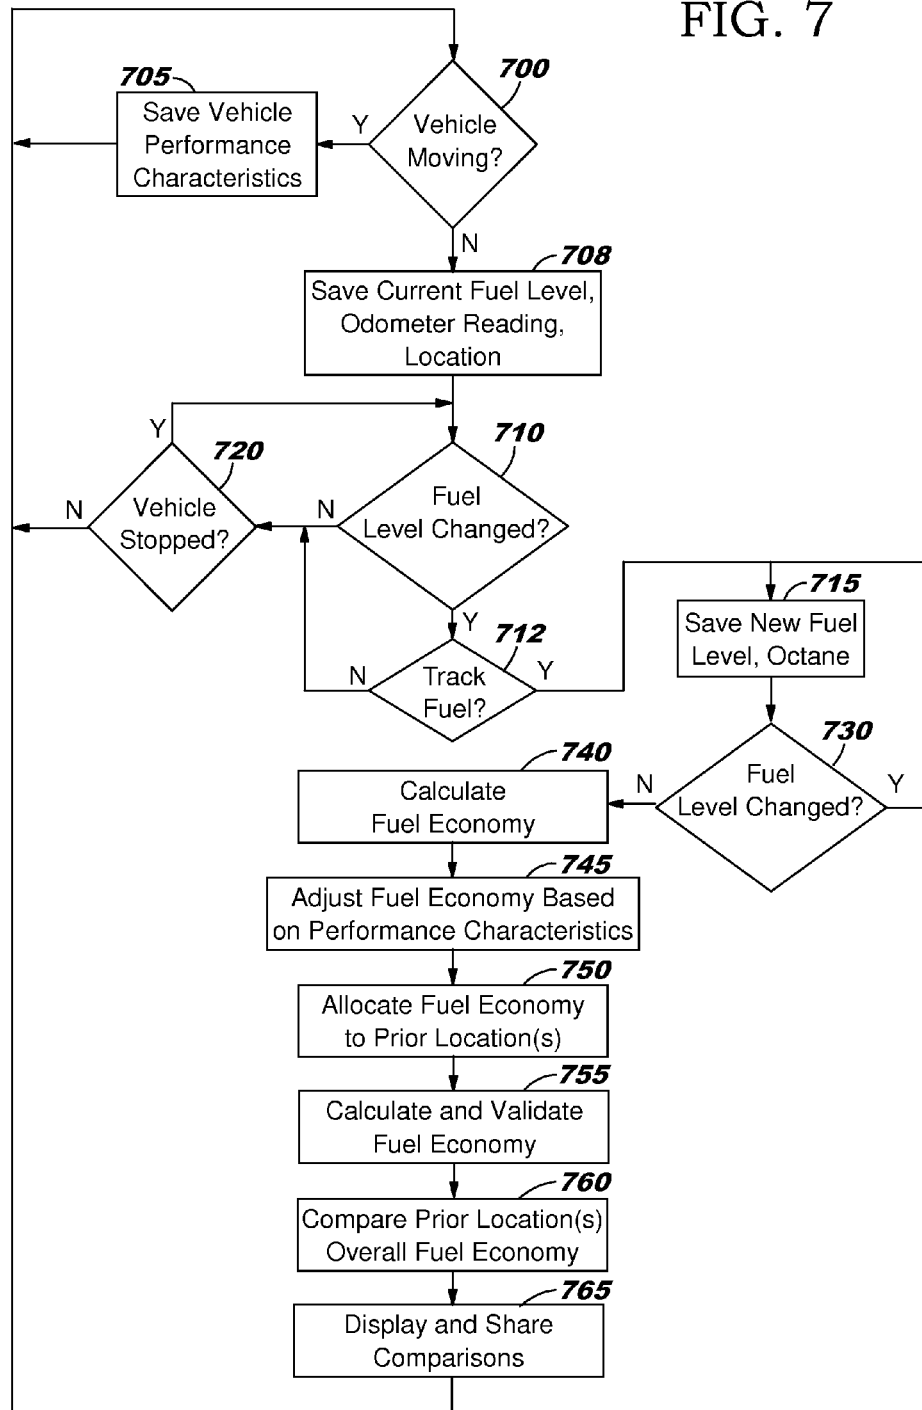 FIG. 7
705
700
Save Vehicle
Performance
Characteristics
Y
Vehicle
Moving?
N
708
Save Current Fuel Level,
Odometer Reading,
Location
Y
720
710
Vehicle
Stopped?
N
N
Fuel
Level Changed?
Y
712
N
Track
Fuel?
Y
715
Save New Fuel
Level, Octane
730
Fuel
Level Changed?
N
Y
740
Calculate
Fuel Economy
745
Adjust Fuel Economy Based
on Performance Characteristics
750
Allocate Fuel Economy
to Prior Location(s)
755
Calculate and Validate
Fuel Economy
760
Compare Prior Location(s)
Overall Fuel Economy
765
Display and Share
Comparisons